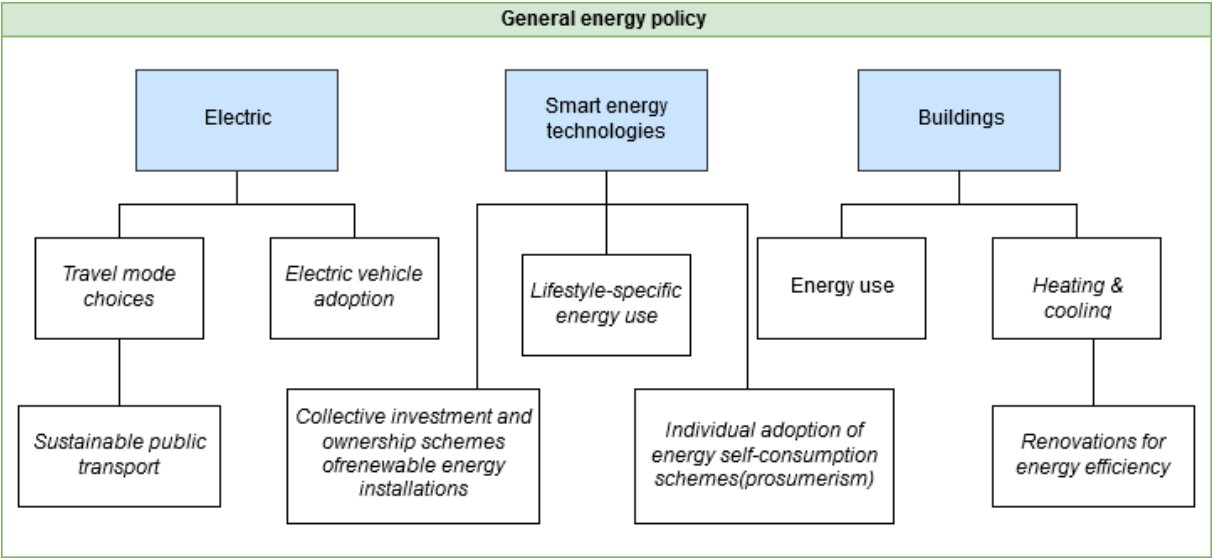 General energy policy
Electric
Smart energy
technologies
Buildings
Travel mode
choices
Electric vehicle
adoption
Lifestyle-specific
energy use
Energy use
Heating &
cooling
Sustainable public
transport
Collective investment and
ownership schemes
ofrenewable energy
installations
Individual adoption of
energy self-consumption
schemes(prosumerism)
Renovations for
energy efficiency